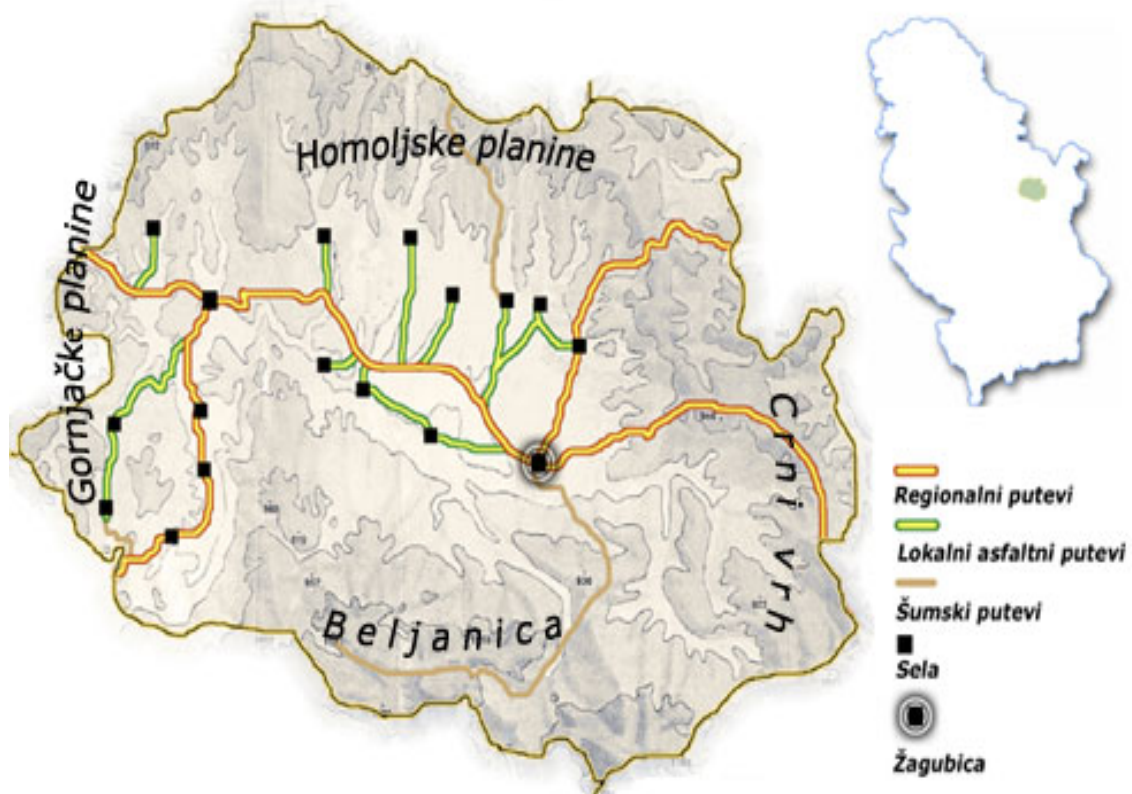 Homoljske planine
Gornjačke planine
Crni vrh
Beljanica
Regionalni putevi
Lokalni asfaltni putevi
Šumski putevi
Sela
Žagubica